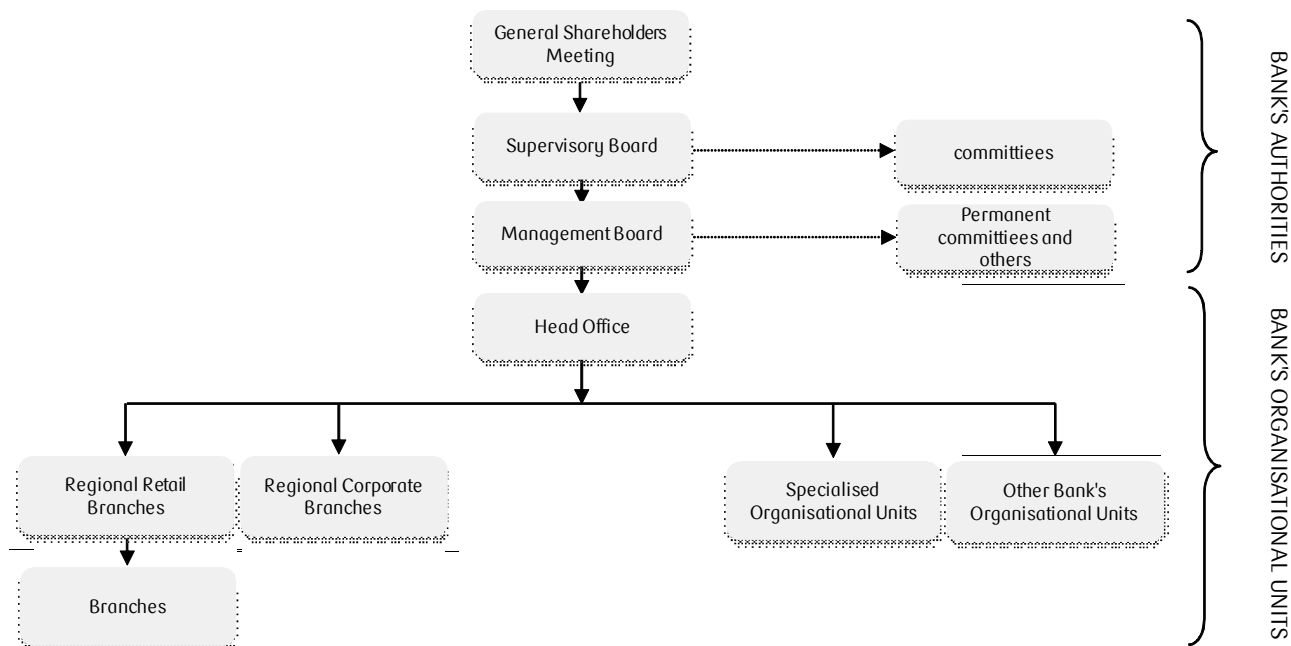 General Shareholders
Meeting
Supervisory Board
committiees
Management Board
Permanent
committiees and
others
Head Office
Regional Retail
Branches
Regional Corporate
Branches
Specialised
Organisational Units
Other Bank's
Organisational Units
Branches
BANK'S AUTHORITIES
BANK'S ORGANISATIONAL UNITS